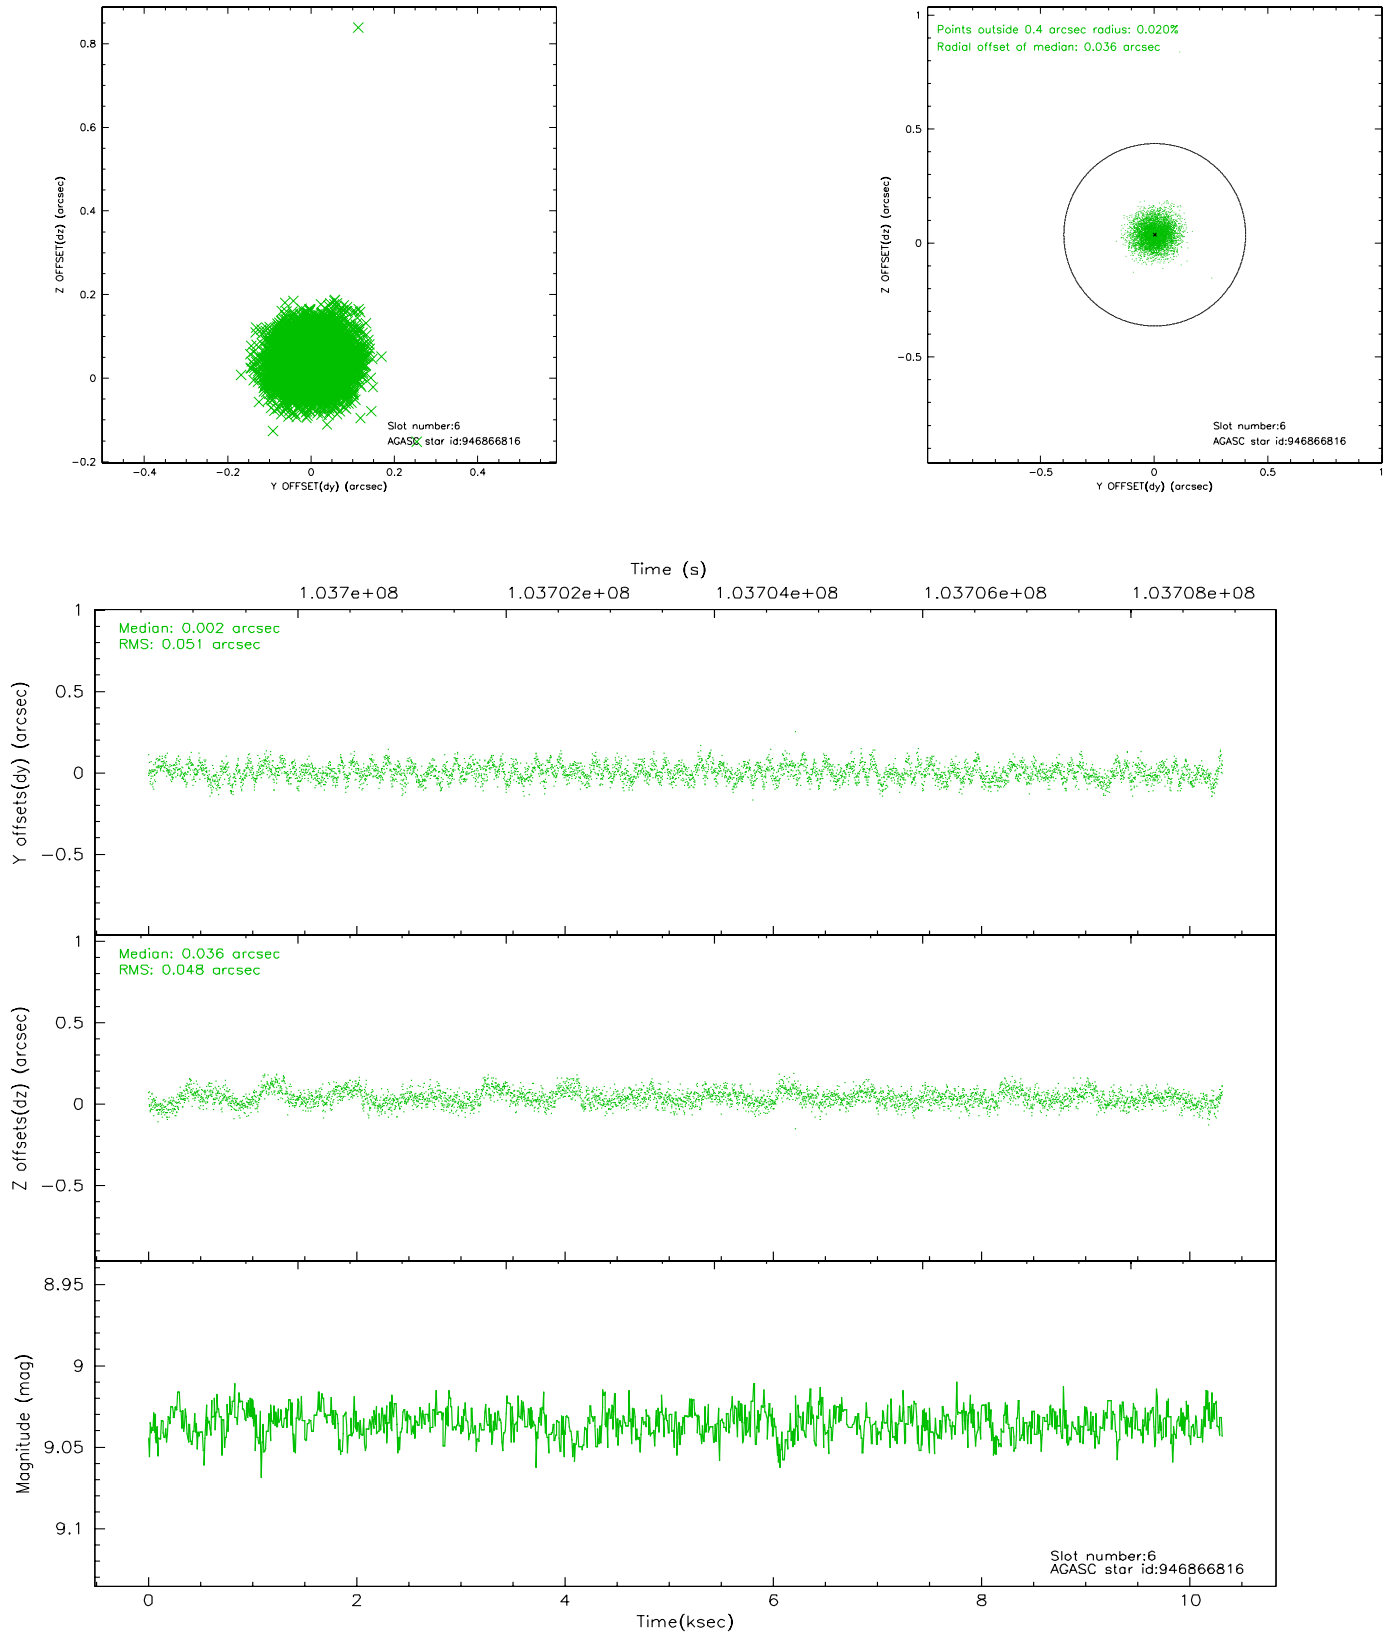 0.8
0.6
0.4
0.2
0
−0.2
−0.4
−0.2
0
0.2
0.4
Z OFFSET(dz) (arcsec)
Y OFFSET(dy) (arcsec)
Slot number:6
AGASC star id:946866816
Points outside 0.4 arcsec radius: 0.020%
Radial offset of median: 0.036 arcsec
1
0.5
0
−0.5
−0.5
0
0.5
1
Z OFFSET(dz) (arcsec)
Y OFFSET(dy) (arcsec)
Slot number:6
AGASC star id:946866816
Time (s)
1.037e+08
1.03702e+08
1.03704e+08
1.03706e+08
1.03708e+08
Median: 0.002 arcsec
RMS: 0.051 arcsec
1
0.5
0
−0.5
Y offsets(dy) (arcsec)
Median: 0.036 arcsec
RMS: 0.048 arcsec
1
0.5
0
−0.5
Z offsets(dz) (arcsec)
8.95
9
9.05
9.1
Magnitude (mag)
Slot number:6
AGASC star id:946866816
0
2
4
6
8
10
Time(ksec)